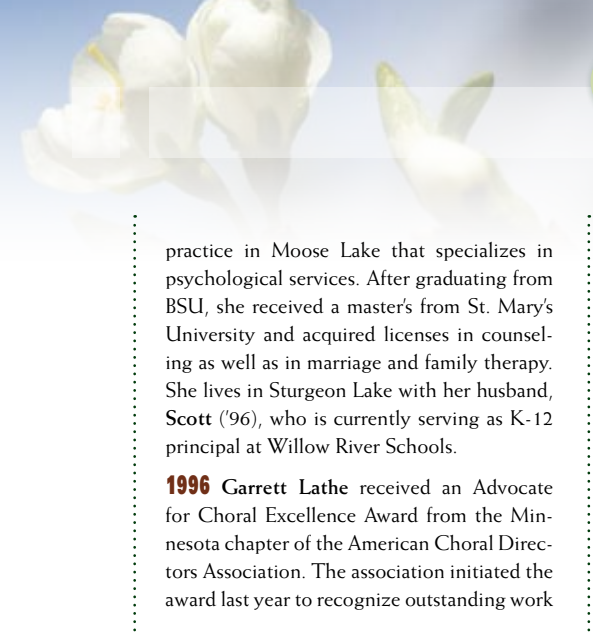 practice in Moose Lake that specializes in
psychological services. After graduating from
BSU, she received a master's from St. Mary's
University and acquired licenses in counsel-
ing as well as in marriage and family therapy.
She lives in Sturgeon Lake with her husband,
Scott ('96), who is currently serving as K-12
principal at Willow River Schools.
1996 Garrett Lathe received an Advocate
for Choral Excellence Award from the Min-
nesota chapter of the American Choral Direc-
tors Association. The association initiated the
award last year to recognize outstanding work